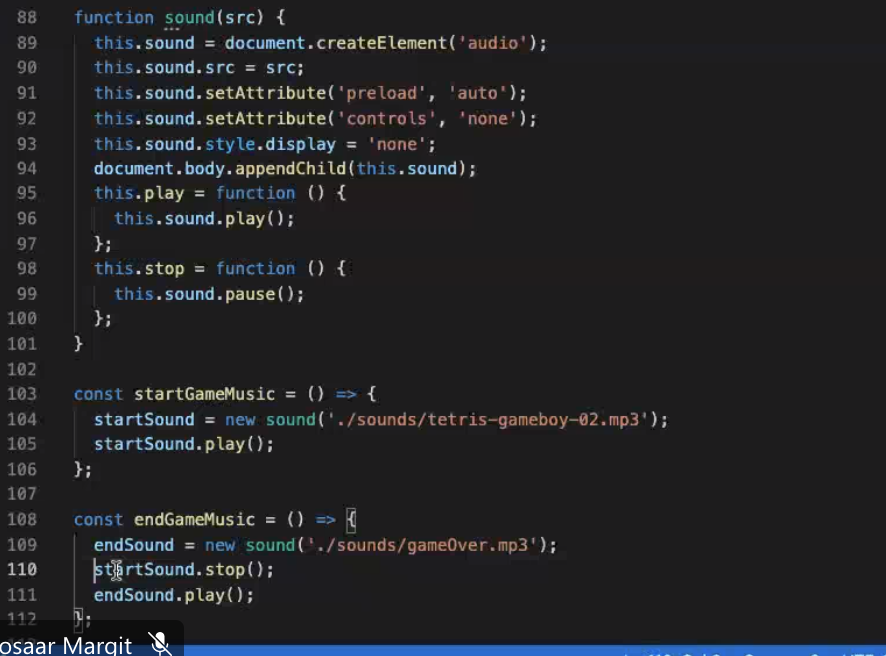 88 function sound(src) {
89 this.sound = document.createElement('audio');
90 this.sound.src = src;
91 this.sound.setAttribute('preload', 'auto');
92 this.sound.setAttribute('controls', 'none');
93 this.sound.style.display = 'none';
94 document.body.appendChild(this.sound);
95 this.play = function () {
96 this.sound.play();
97 };
98 this.stop = function () {
99 this.sound.pause();
100 };
101 }
102
103 const startGameMusic = () => {
104 startSound = new sound('./sounds/tetris-gameboy-02.mp3');
105 startSound.play();
106 };
107
108 const endGameMusic = () => {
109 endSound = new sound('./sounds/gameOver.mp3');
110 startSound.stop();
111 endSound.play();
112 };
osaar Margit